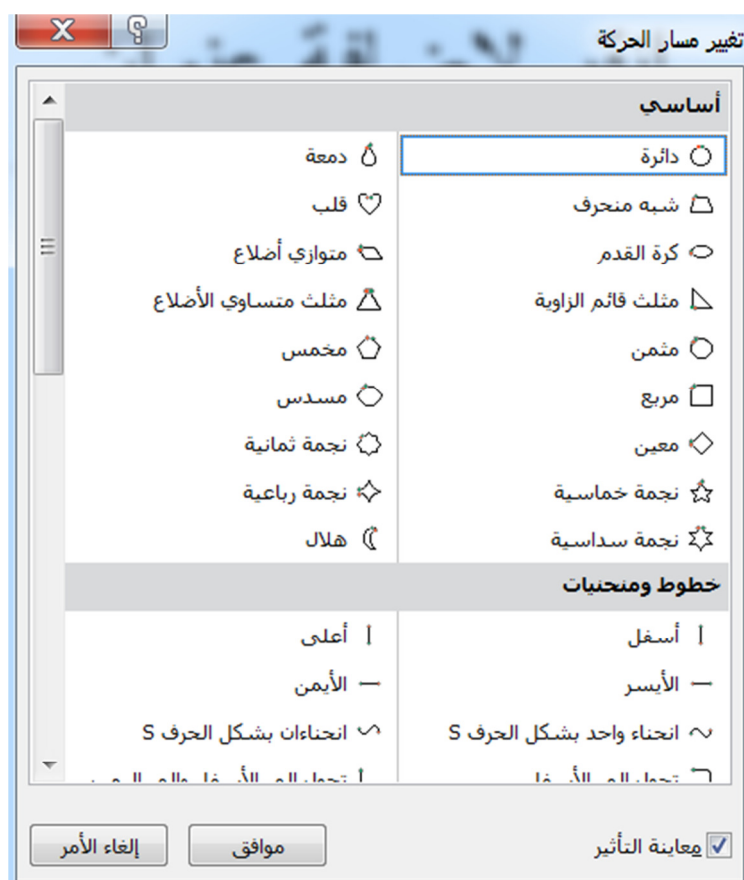 تغيير مسار الحركة
أساسي
دائرة دمعة
شبه منحرف قلب
كرة القدم متوازي أضلاع
مثلث قائم الزاوية مثلث متساوي الأضلاع
مثمن مخمس
مربع مسدس
معين نجمة ثمانية
نجمة خماسية نجمة رباعية
نجمة سداسية هلال
خطوط ومنحنيات
أسفل أعلى
الأيسر الأيمن
انحناء واحد بشكل الحرف S انحناءان بشكل الحرف S
معاينة التأثير موافق إلغاء الأمر